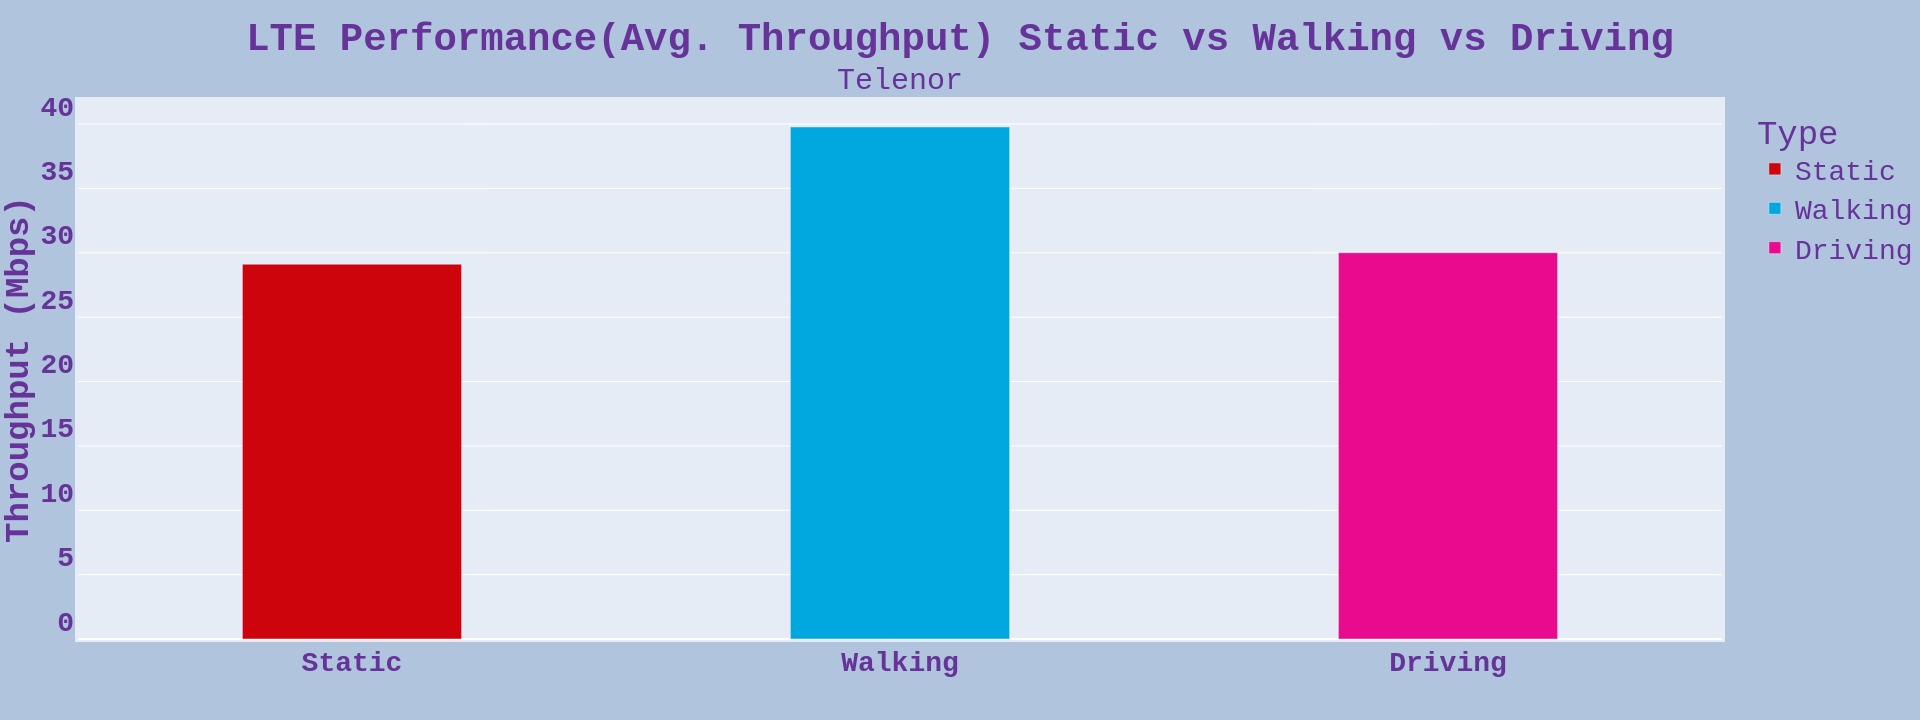 LTE Performance(Avg. Throughput) Static vs Walking vs Driving
Telenor
Throughput (Mbps)
40
35
30
25
20
15
10
5
0
Static
Walking
Driving
Type
Static
Walking
Driving